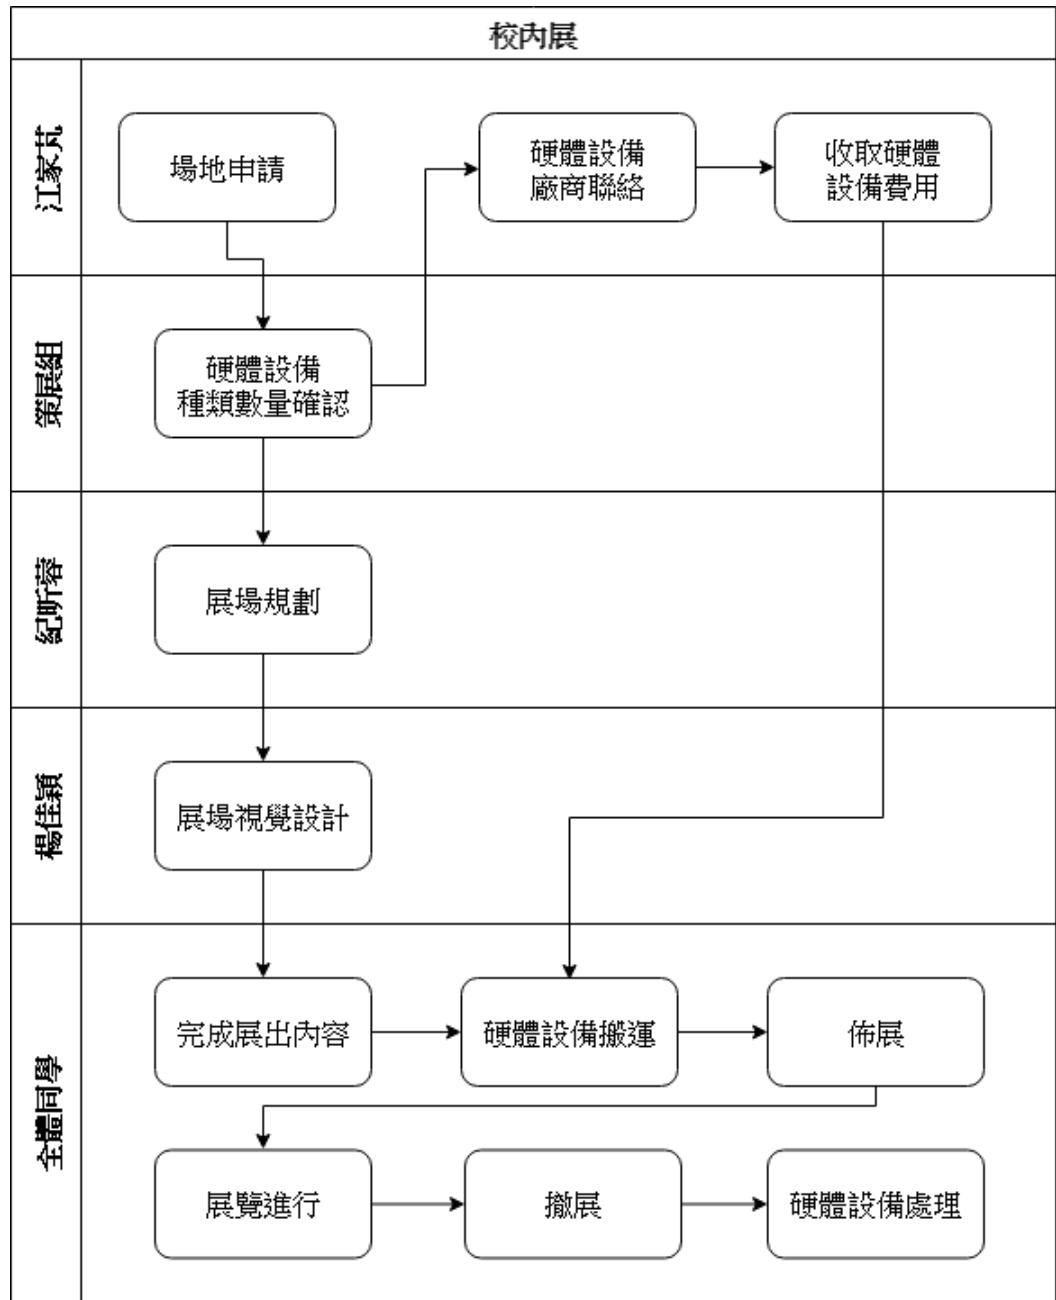 校內展
江家芃
場地申請
硬體設備
廠商聯絡
收取硬體
設備費用
策展組
硬體設備
種類數量確認
紀昕蓉
展場規劃
楊佳穎
展場視覺設計
全體同學
完成展出內容
硬體設備搬運
佈展
展覽進行
撤展
硬體設備處理